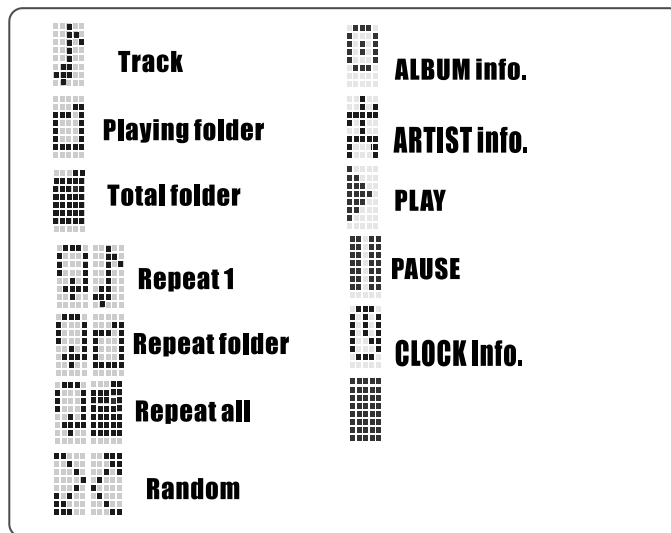 Track
Playing folder
Total folder
Repeat 1
Repeat folder
Repeat all
Random
ALBUM info.
ARTIST info.
PLAY
PAUSE
CLOCK Info.